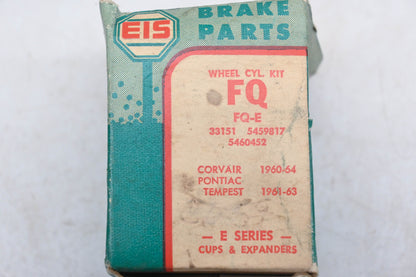 EIS
BRAKE
PARTS
WHEEL CYL. KIT
FQ
FQ-E
33151 5459817
5460452
CORVAIR 1960-64
PONTIAC
TEMPEST 1961-63
— E SERIES —
CUPS & EXPANDERS